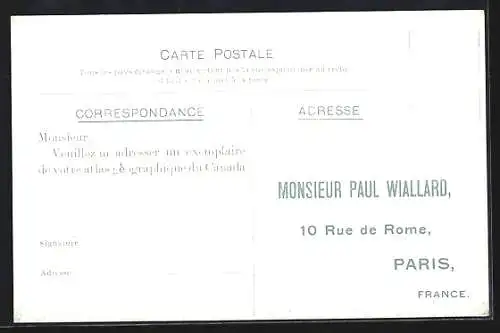 CARTE POSTALE
CORRESPONDANCE
Monsieur
Veuillez m'adresser un exemplaire
de votre atlas géographique du Canada
Signature
Adresse
ADRESSE
MONSIEUR PAUL WIALLARD,
10 Rue de Rome,
PARIS,
FRANCE.